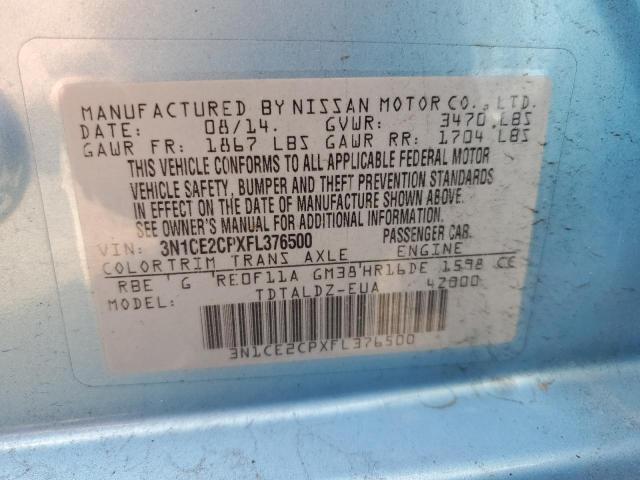 MANUFACTURED BY NISSAN MOTOR CO., LTD.
DATE: 08/14. GVWR: 3470 LBS
GAWR FR: 1867 LBS GAWR RR: 1704 LBS
THIS VEHICLE CONFORMS TO ALL APPLICABLE FEDERAL MOTOR
VEHICLE SAFETY, BUMPER AND THEFT PREVENTION STANDARDS
IN EFFECT ON THE DATE OF MANUFACTURE SHOWN ABOVE.
SEE OWNER'S MANUAL FOR ADDITIONAL INFORMATION.
VIN: 3N1CE2CPXFL376500 PASSENGER CAR.
COLOR TRIM TRANS AXLE ENGINE
RBE G RE0F11A GM38 HR16DE 1598 CC
MODEL: TDTALDZ-EUA 4Z000
3N1CE2CPXFL376500